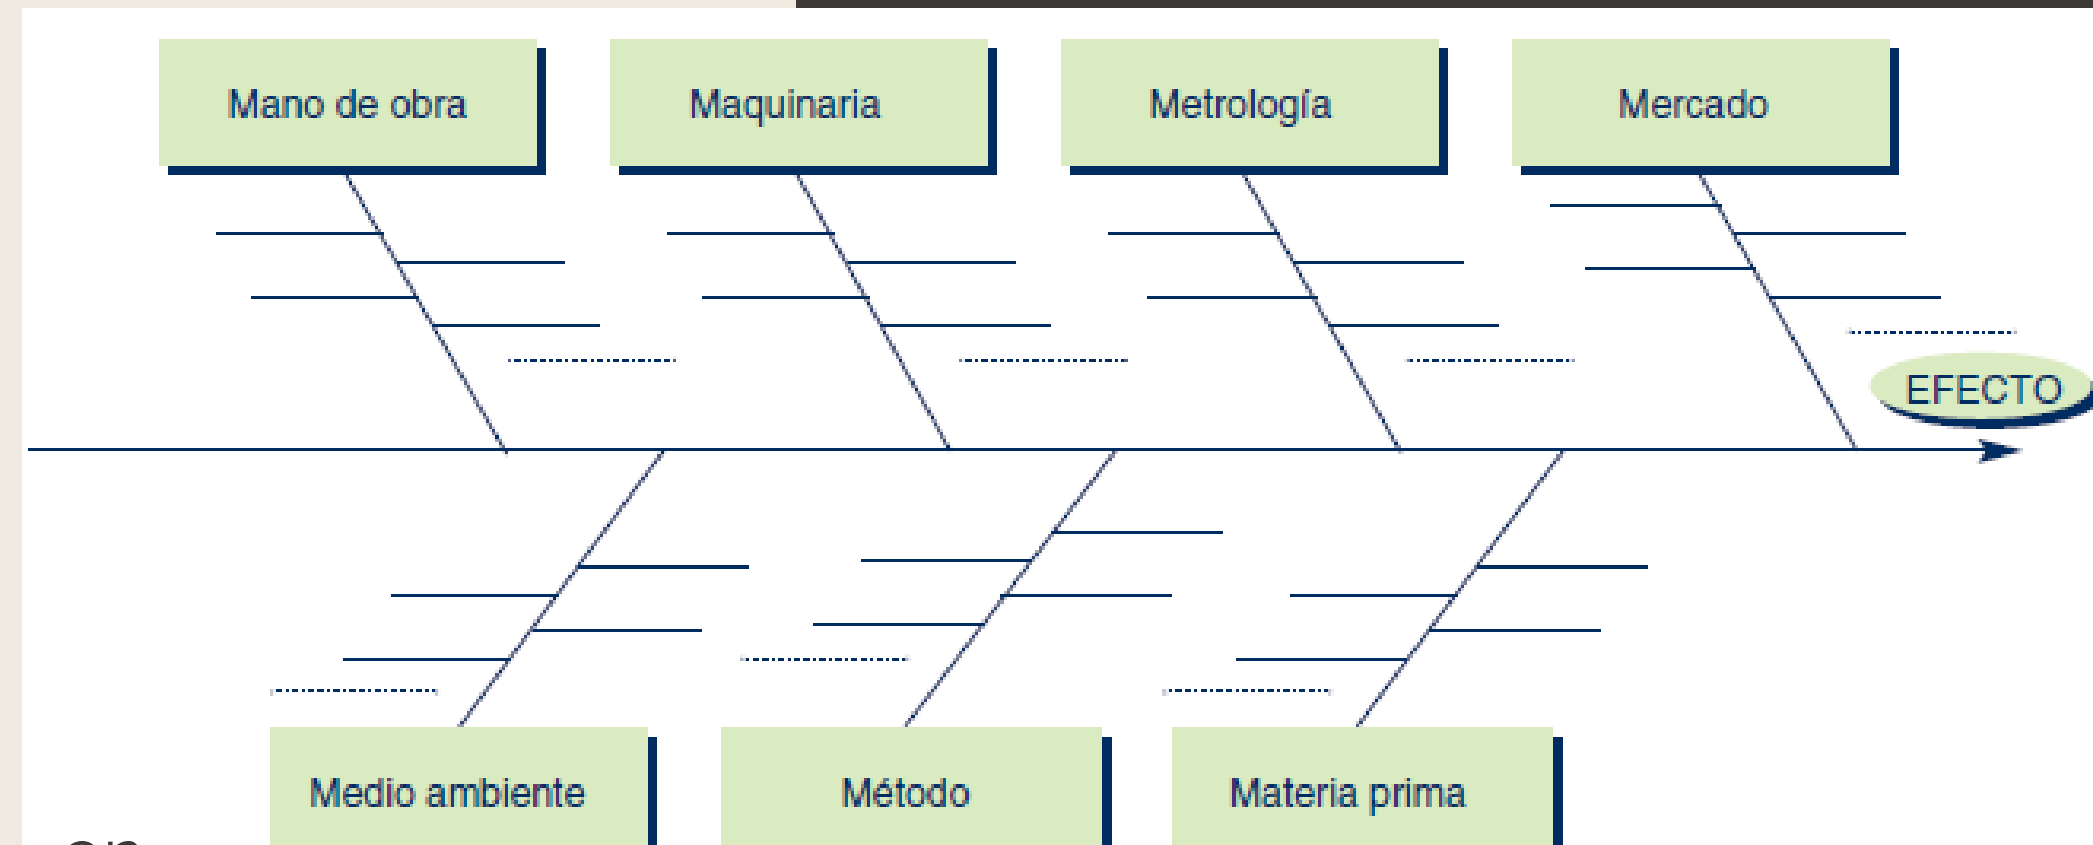 Mano de obra
Maquinaria
Metrología
Mercado
EFECTO
Medio ambiente
Método
Materia prima